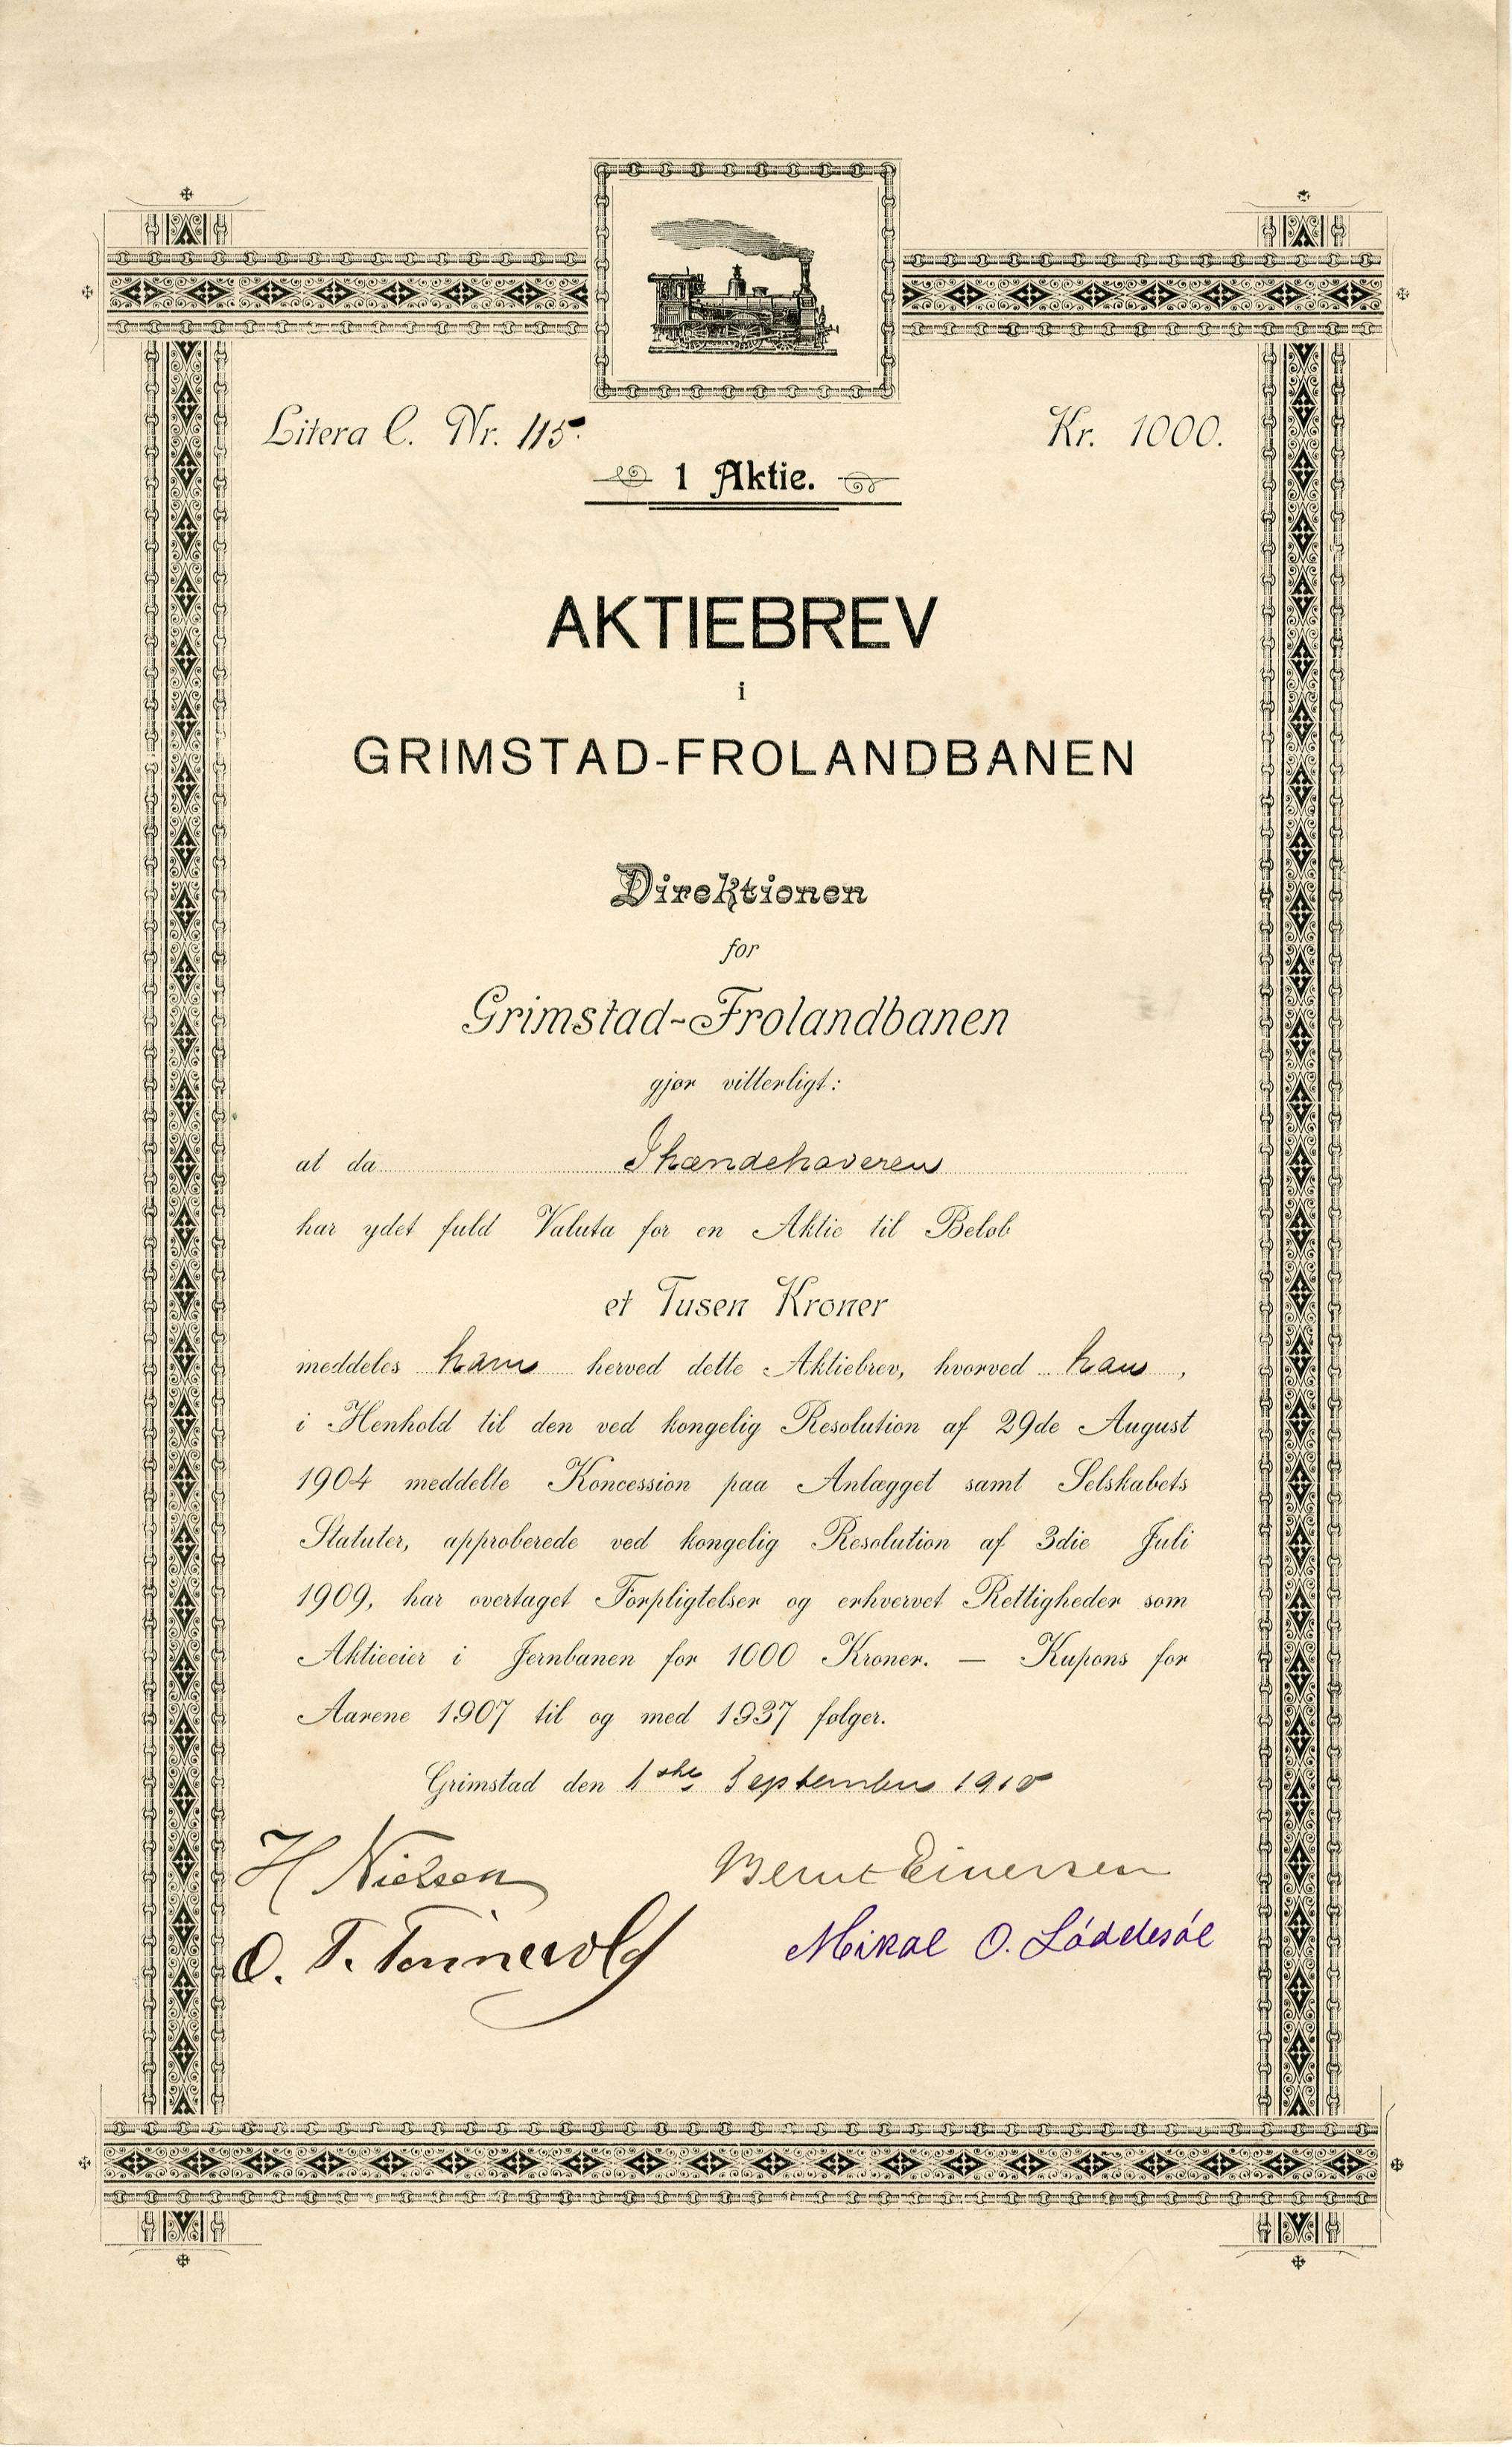 Litera C. Nr. 115.
Kr. 1000.
1 Aktie.
AKTIEBREV
i
GRIMSTAD-FROLANDBANEN
Direktionen
for
Grimstad-Frolandbanen
gjør vitterligt:
at da Ihændehaveren
har ydet fuld Valuta for en Aktie til Beløb
et Tusen Kroner
meddeles ham herved dette Aktiebrev, hvorved han,
i Henhold til den ved kongelig Resolution af 29de August
1904 meddelte Koncession paa Anlægget samt Selskabets
Statuter, approberede ved kongelig Resolution af 3die Juli
1909, har overtaget Forpligtelser og erhvervet Rettigheder som
Aktieeier i Jernbanen for 1000 Kroner. — Kupons for
Aarene 1907 til og med 1937 følger.
Grimstad den 1ste September 1910
H Nielsen
Bernt Einersen
O. T. Tønnevold
Mikal O. Løddesøl